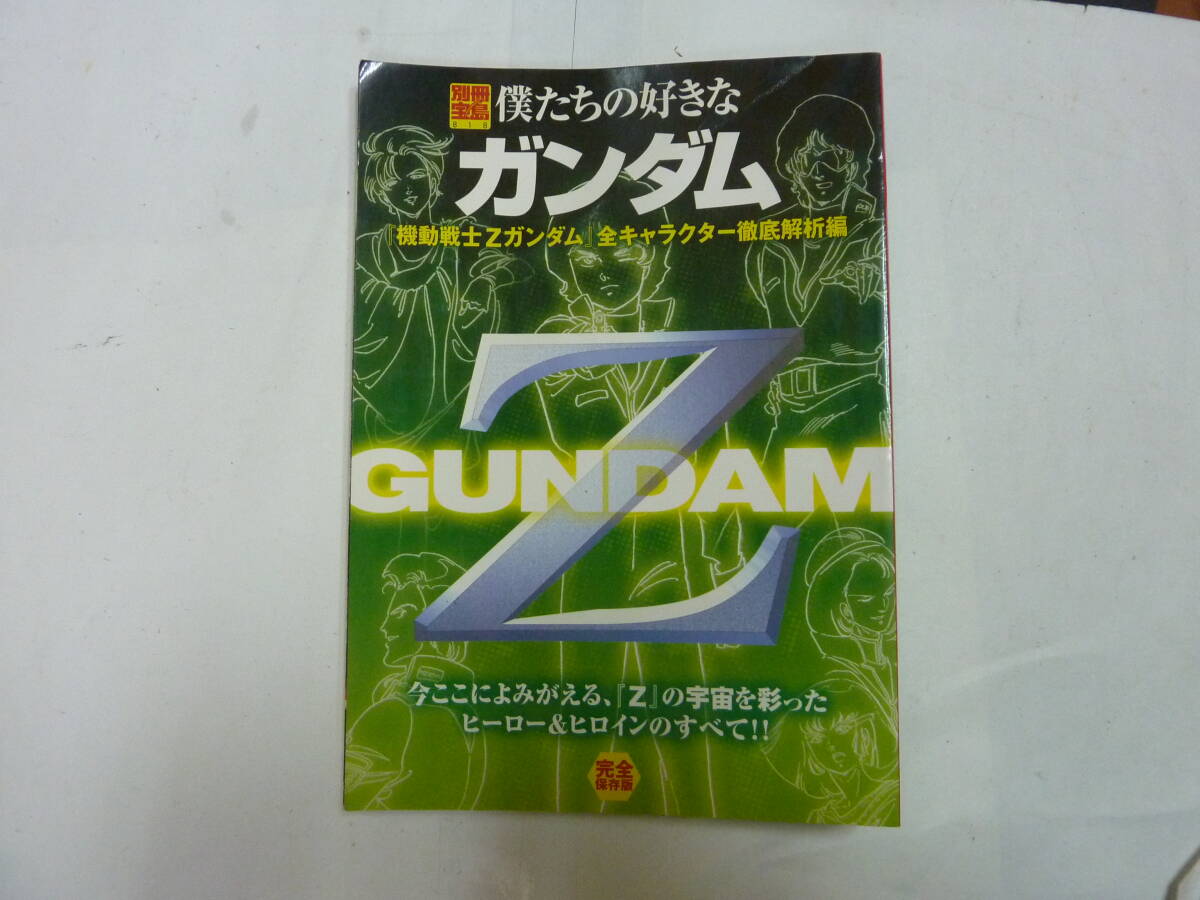 別冊
宝島
818
僕たちの好きな
ガンダム
『機動戦士Zガンダム』全キャラクター徹底解析編
Z
GUNDAM
今ここによみがえる、『Z』の宇宙を彩った
ヒーロー&ヒロインのすべて!!
完全
保存版